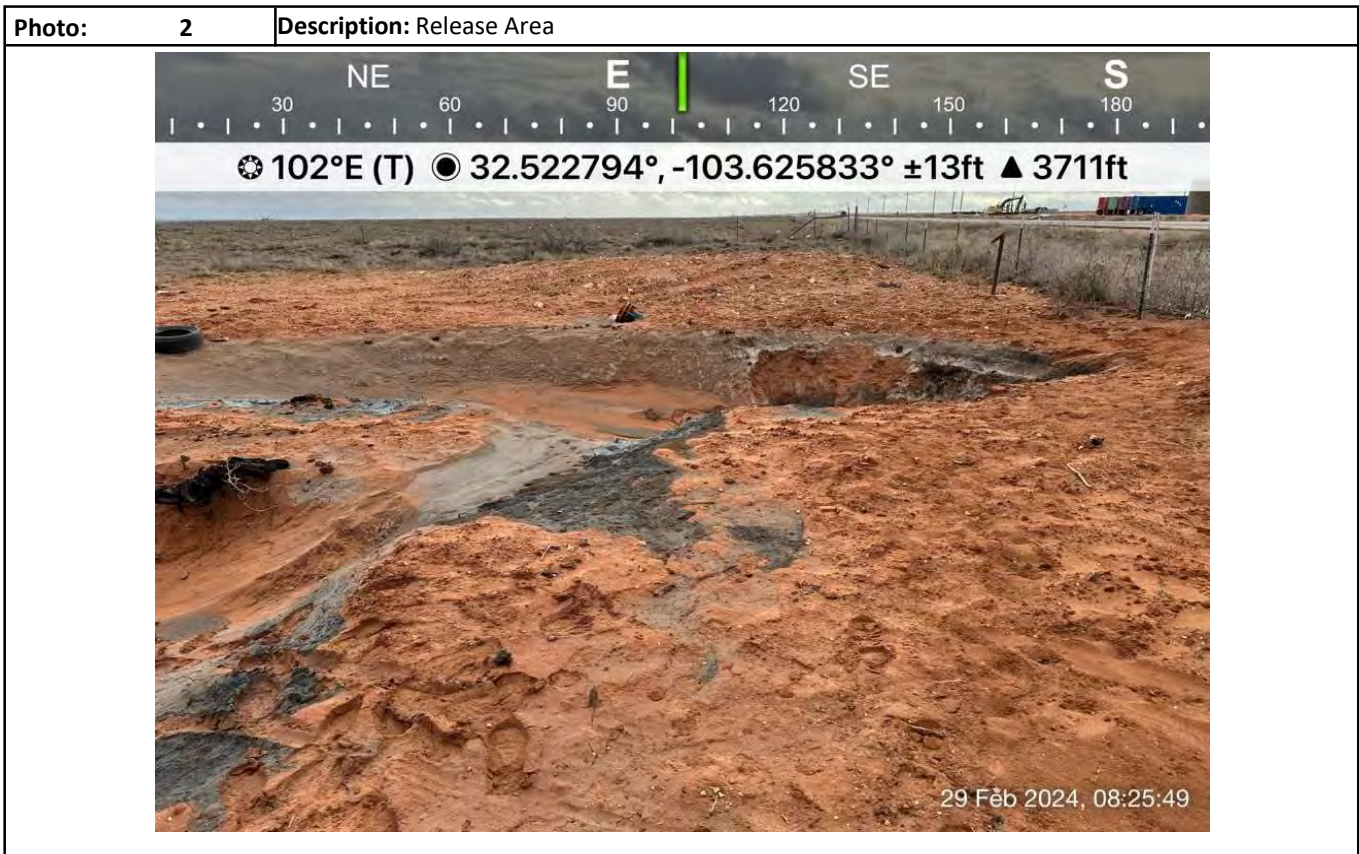 Photo: 2 Description: Release Area
NE E SE S
30 60 90 120 150 180
102°E (T) 32.522794°, -103.625833° ±13ft ▲ 3711ft
29 Feb 2024, 08:25:49